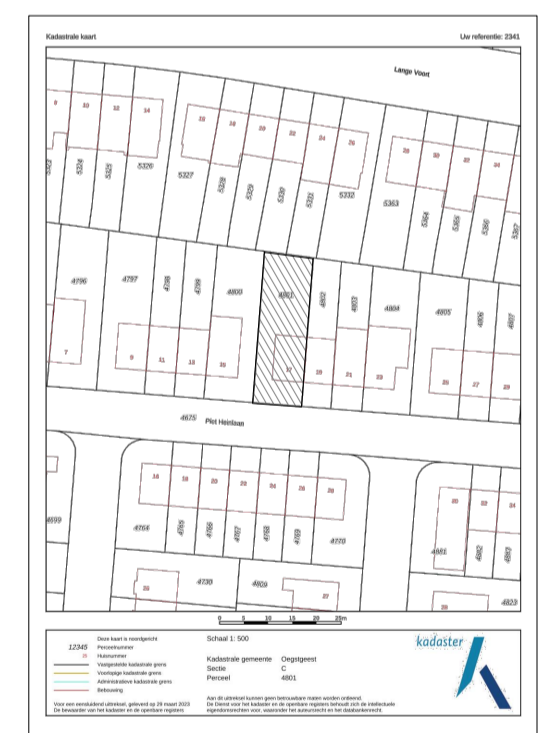 Kadastrale kaart Uw referentie: 2341
Lange Voort
8 10 12 14 16 18 20 22 24 26 28 30 32 34
5324 5325 5326 5327 5328 5329 5330 5331 5332 5363 5364 5365 5366 5367
4796 4797 4798 4799 4800 4801 4802 4803 4804 4805 4806 4807
7 9 11 13 15 17 19 21 23 25 27 29
4675 Piet Heinlaan
16 18 20 22 24 26 28 30 32 34
4699 4764 4765 4766 4767 4768 4769 4770 4881 4882 4883
4730 4809 4823
27
0 5 10 15 20 25m
Deze kaart is noordgericht
12345 Perceelnummer
25 Huisnummer
Vastgestelde kadastrale grens
Voorlopige kadastrale grens
Administratieve kadastrale grens
Bebouwing
Voor een eensluidend uittreksel, geleverd op 29 maart 2023
De bewaarder van het kadaster en de openbare registers
Schaal 1: 500
Kadastrale gemeente Oegstgeest
Sectie C
Perceel 4801
Aan dit uittreksel kunnen geen betrouwbare maten worden ontleend.
De Dienst voor het kadaster en de openbare registers behoudt zich de intellectuele
eigendomsrechten voor, waaronder het auteursrecht en het databankenrecht.
kadaster